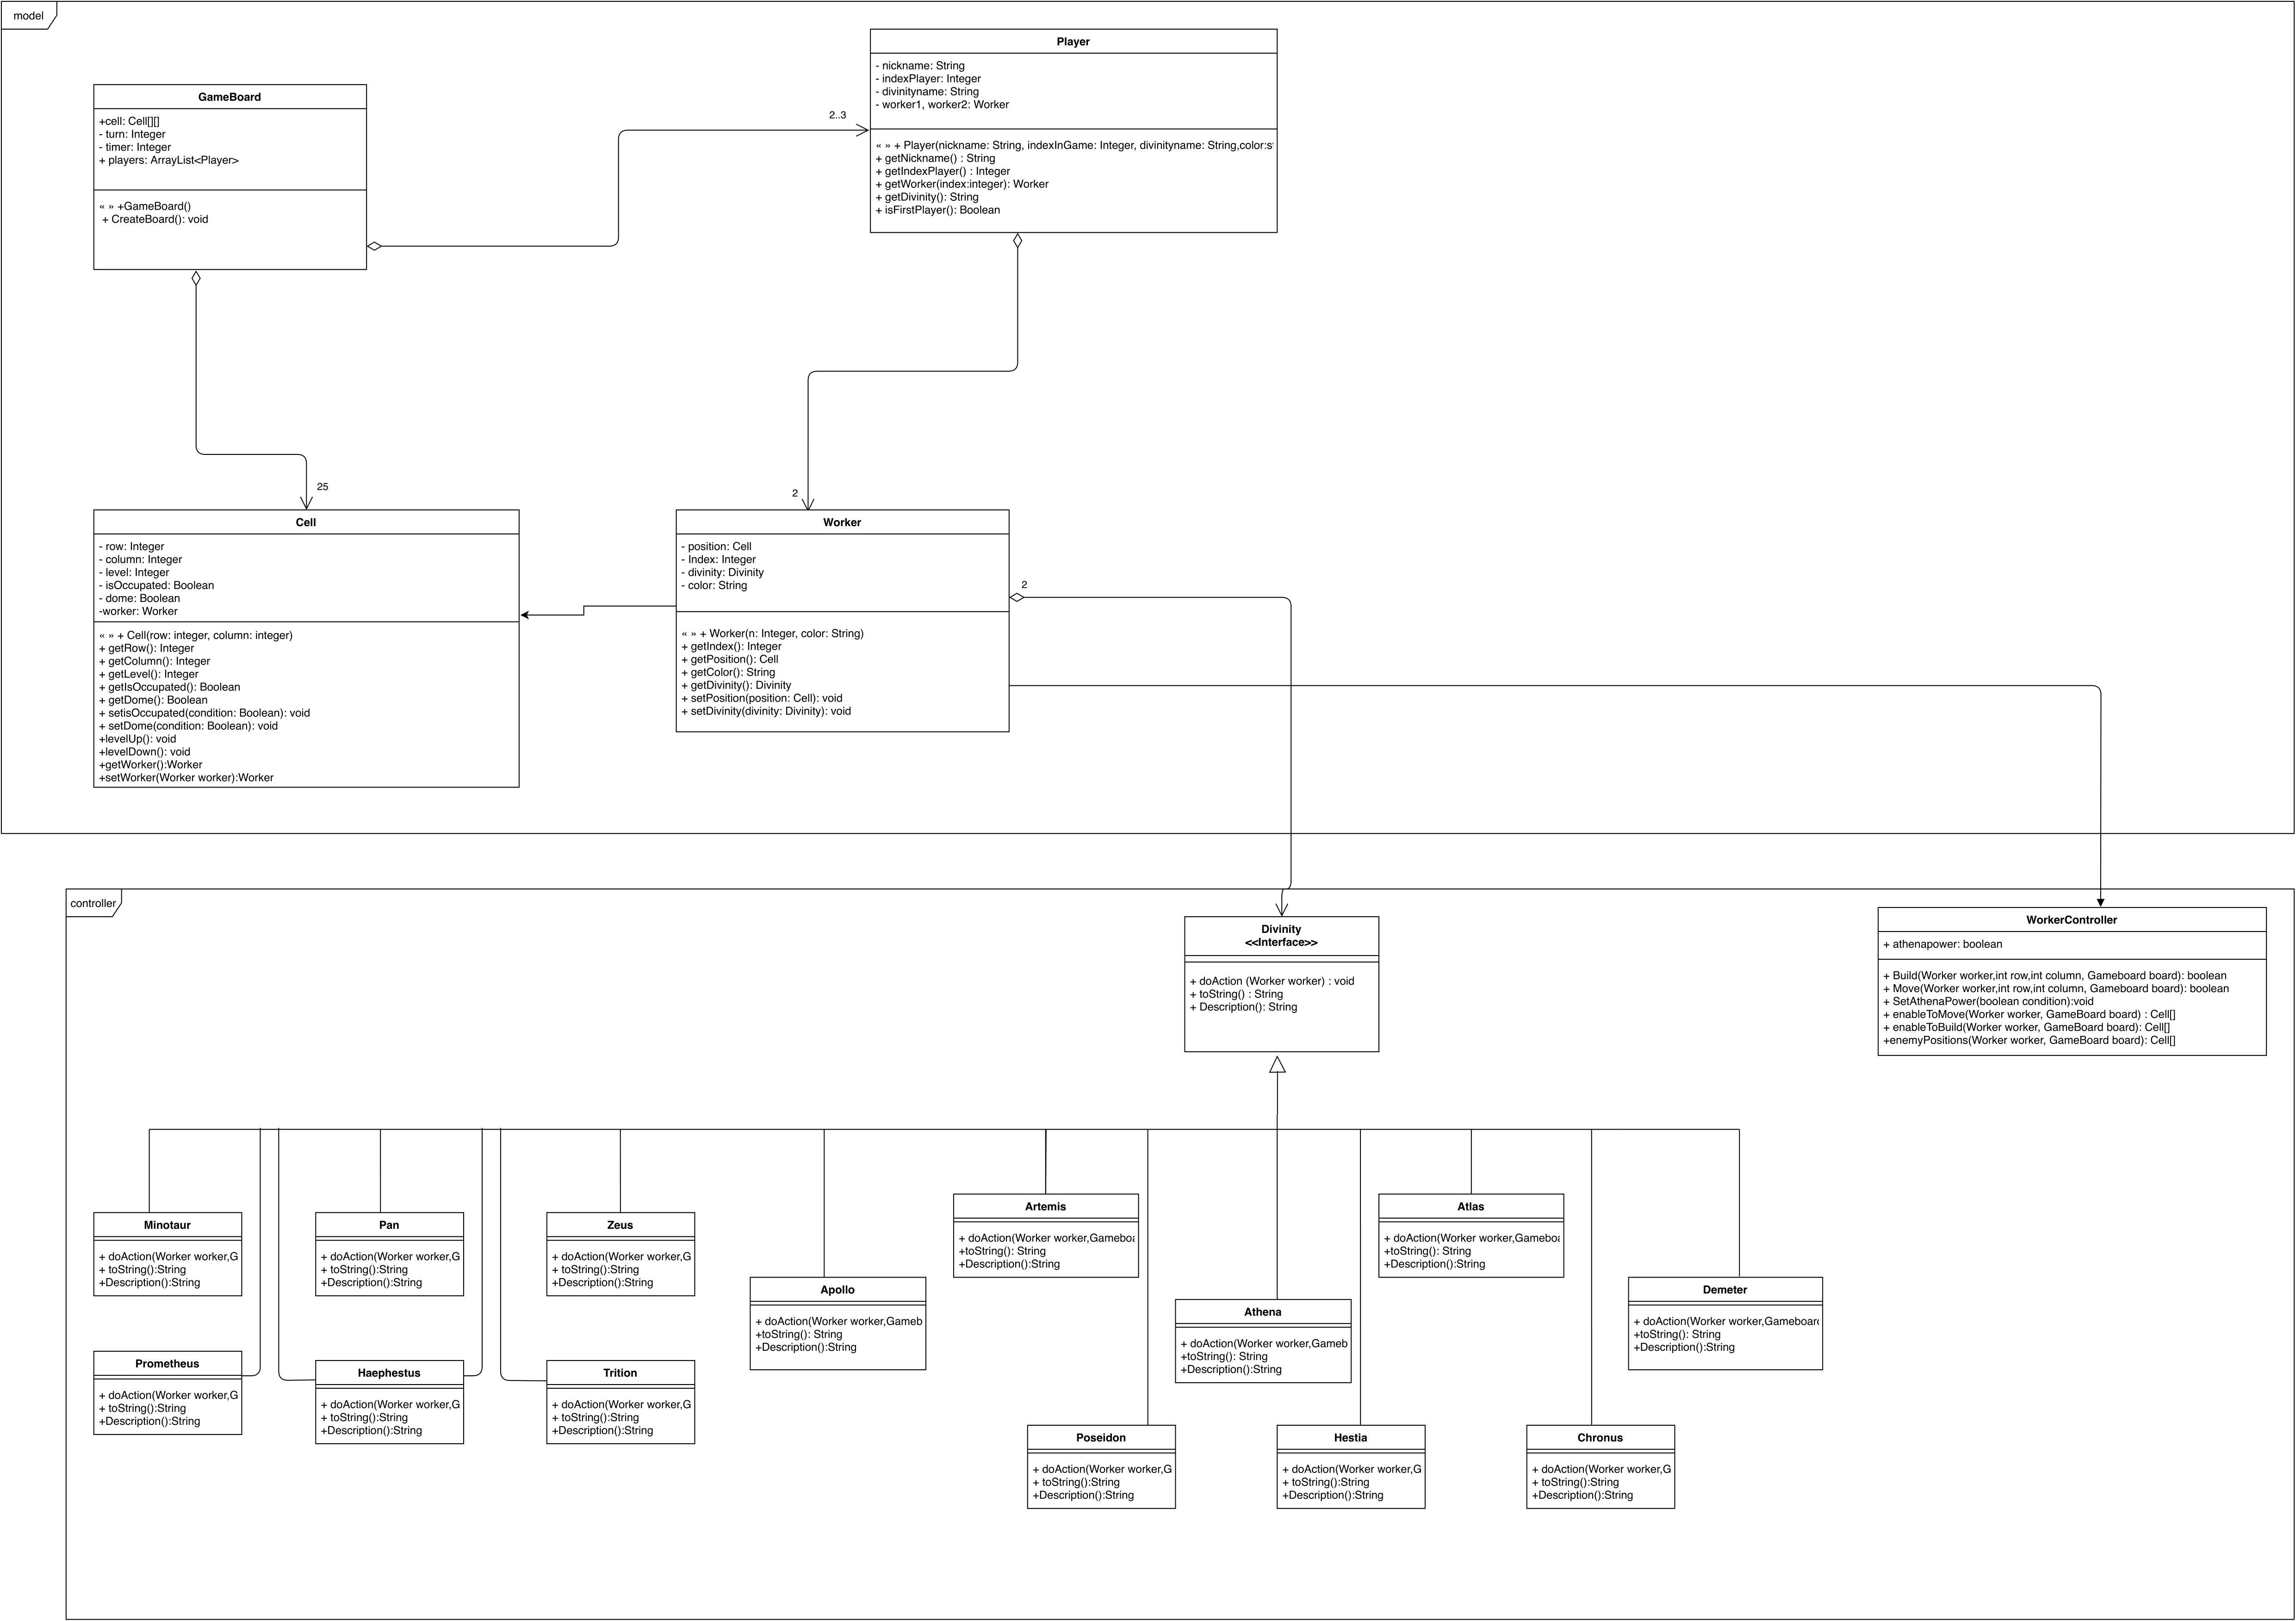 model
Player
- nickname: String
- indexPlayer: Integer
- divinityname: String
- worker1, worker2: Worker
« » + Player(nickname: String, indexInGame: Integer, divinityname: String,color:s
+ getNickname() : String
+ getIndexPlayer() : Integer
+ getWorker(index:integer): Worker
+ getDivinity(): String
+ isFirstPlayer(): Boolean
GameBoard
+cell: Cell[][]
- turn: Integer
- timer: Integer
+ players: ArrayList<Player>
« » +GameBoard()
+ CreateBoard(): void
2..3
25
2
Cell
- row: Integer
- column: Integer
- level: Integer
- isOccupated: Boolean
- dome: Boolean
-worker: Worker
« » + Cell(row: integer, column: integer)
+ getRow(): Integer
+ getColumn(): Integer
+ getLevel(): Integer
+ getIsOccupated(): Boolean
+ getDome(): Boolean
+ setisOccupated(condition: Boolean): void
+ setDome(condition: Boolean): void
+levelUp(): void
+levelDown(): void
+getWorker():Worker
+setWorker(Worker worker):Worker
Worker
- position: Cell
- Index: Integer
- divinity: Divinity
- color: String
« » + Worker(n: Integer, color: String)
+ getIndex(): Integer
+ getPosition(): Cell
+ getColor(): String
+ getDivinity(): Divinity
+ setPosition(position: Cell): void
+ setDivinity(divinity: Divinity): void
2
controller
Divinity
<<Interface>>
+ doAction (Worker worker) : void
+ toString() : String
+ Description(): String
WorkerController
+ athenapower: boolean
+ Build(Worker worker,int row,int column, Gameboard board): boolean
+ Move(Worker worker,int row,int column, Gameboard board): boolean
+ SetAthenaPower(boolean condition):void
+ enableToMove(Worker worker, GameBoard board) : Cell[]
+ enableToBuild(Worker worker, GameBoard board): Cell[]
+enemyPositions(Worker worker, GameBoard board): Cell[]
Minotaur
+ doAction(Worker worker,G
+ toString():String
+Description():String
Pan
+ doAction(Worker worker,G
+ toString():String
+Description():String
Zeus
+ doAction(Worker worker,G
+ toString():String
+Description():String
Apollo
+ doAction(Worker worker,Gameb
+toString(): String
+Description():String
Artemis
+ doAction(Worker worker,Gameboa
+toString(): String
+Description():String
Athena
+ doAction(Worker worker,Gameb
+toString(): String
+Description():String
Atlas
+ doAction(Worker worker,Gameboa
+toString(): String
+Description():String
Demeter
+ doAction(Worker worker,Gameboard
+toString(): String
+Description():String
Prometheus
+ doAction(Worker worker,G
+ toString():String
+Description():String
Haephestus
+ doAction(Worker worker,G
+ toString():String
+Description():String
Trition
+ doAction(Worker worker,G
+ toString():String
+Description():String
Poseidon
+ doAction(Worker worker,G
+ toString():String
+Description():String
Hestia
+ doAction(Worker worker,G
+ toString():String
+Description():String
Chronus
+ doAction(Worker worker,G
+ toString():String
+Description():String